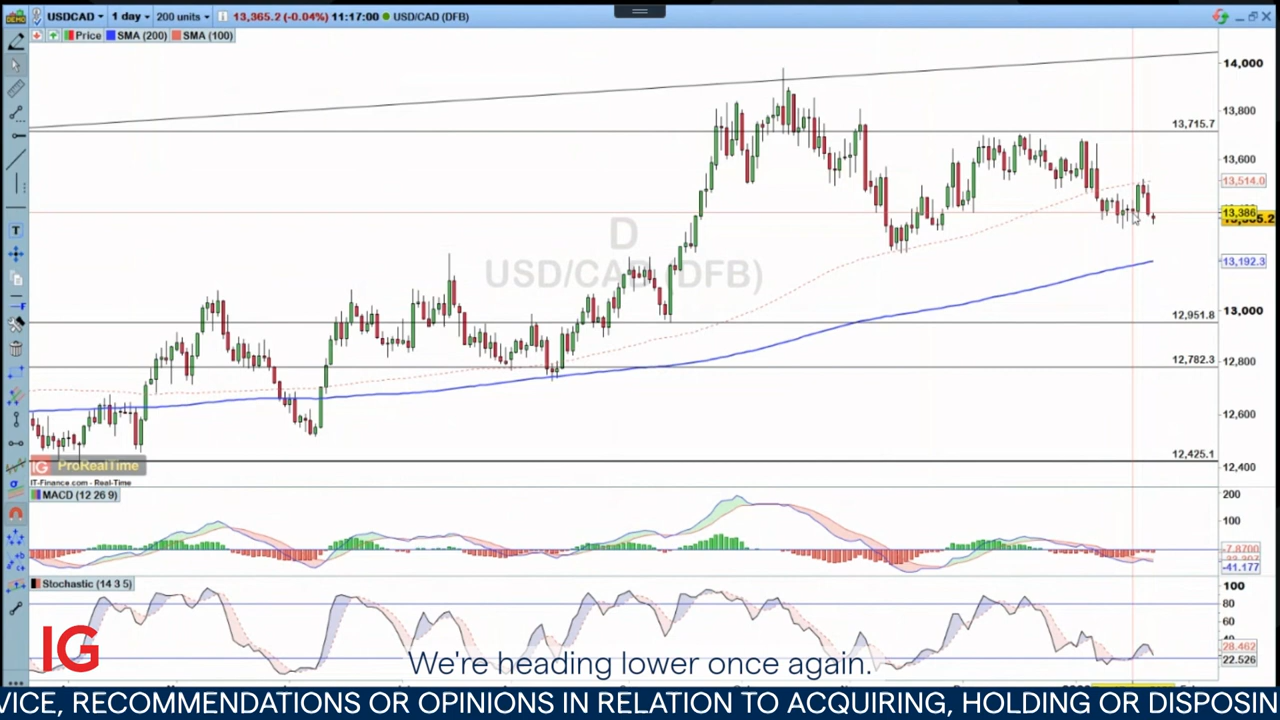 DEMO USDCAD 1 day 200 units 13,365.2 (-0.04%) 11:17:00 USD/CAD (DFB)
Price SMA (200) SMA (100)
14,000
13,800
13,715.7
13,600
13,514.0
13,386
D
USD/CAD (DFB)
13,192.3
13,000
12,951.8
12,800
12,782.3
12,600
12,425.1
12,400
IG ProRealTime
IT-Finance.com - Real-Time
MACD (12 26 9)
200
100
-7.8700
-41.177
Stochastic (14 3 5)
100
80
60
40
28.462
22.526
IG
We're heading lower once again.
VICE, RECOMMENDATIONS OR OPINIONS IN RELATION TO ACQUIRING, HOLDING OR DISPOSIN